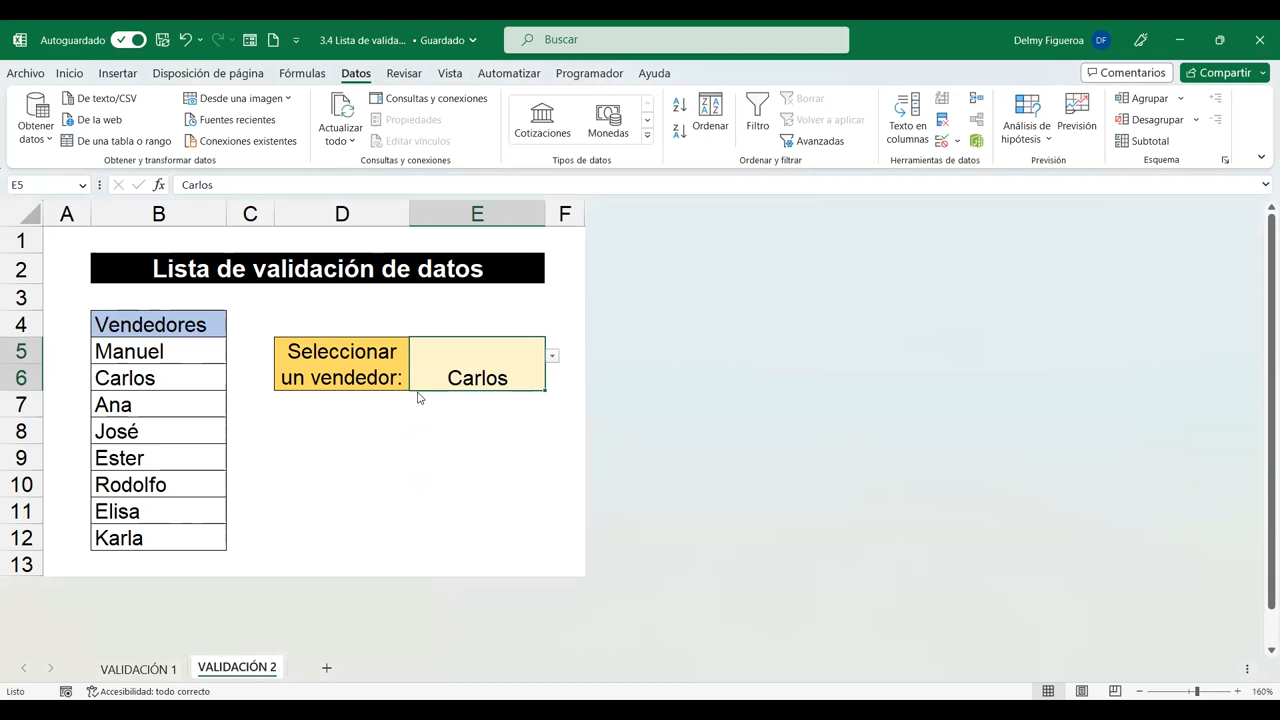 Autoguardado
3.4 Lista de valida... • Guardado
Buscar
Delmy Figueroa
DF
Archivo Inicio Insertar Disposición de página Fórmulas Datos Revisar Vista Automatizar Programador Ayuda
Comentarios
Compartir
Obtener datos
De texto/CSV
De la web
De una tabla o rango
Desde una imagen
Fuentes recientes
Conexiones existentes
Obtener y transformar datos
Actualizar todo
Consultas y conexiones
Propiedades
Editar vínculos
Consultas y conexiones
Cotizaciones
Monedas
Tipos de datos
Ordenar
Filtro
Borrar
Volver a aplicar
Avanzadas
Ordenar y filtrar
Texto en columnas
Herramientas de datos
Análisis de hipótesis
Previsión
Previsión
Agrupar
Desagrupar
Subtotal
Esquema
E5
fx
Carlos
A B C D E F
1
2 Lista de validación de datos
3
4 Vendedores
5 Manuel Seleccionar
6 Carlos un vendedor: Carlos
7 Ana
8 José
9 Ester
10 Rodolfo
11 Elisa
12 Karla
13
VALIDACIÓN 1
VALIDACIÓN 2
Listo
Accesibilidad: todo correcto
160%